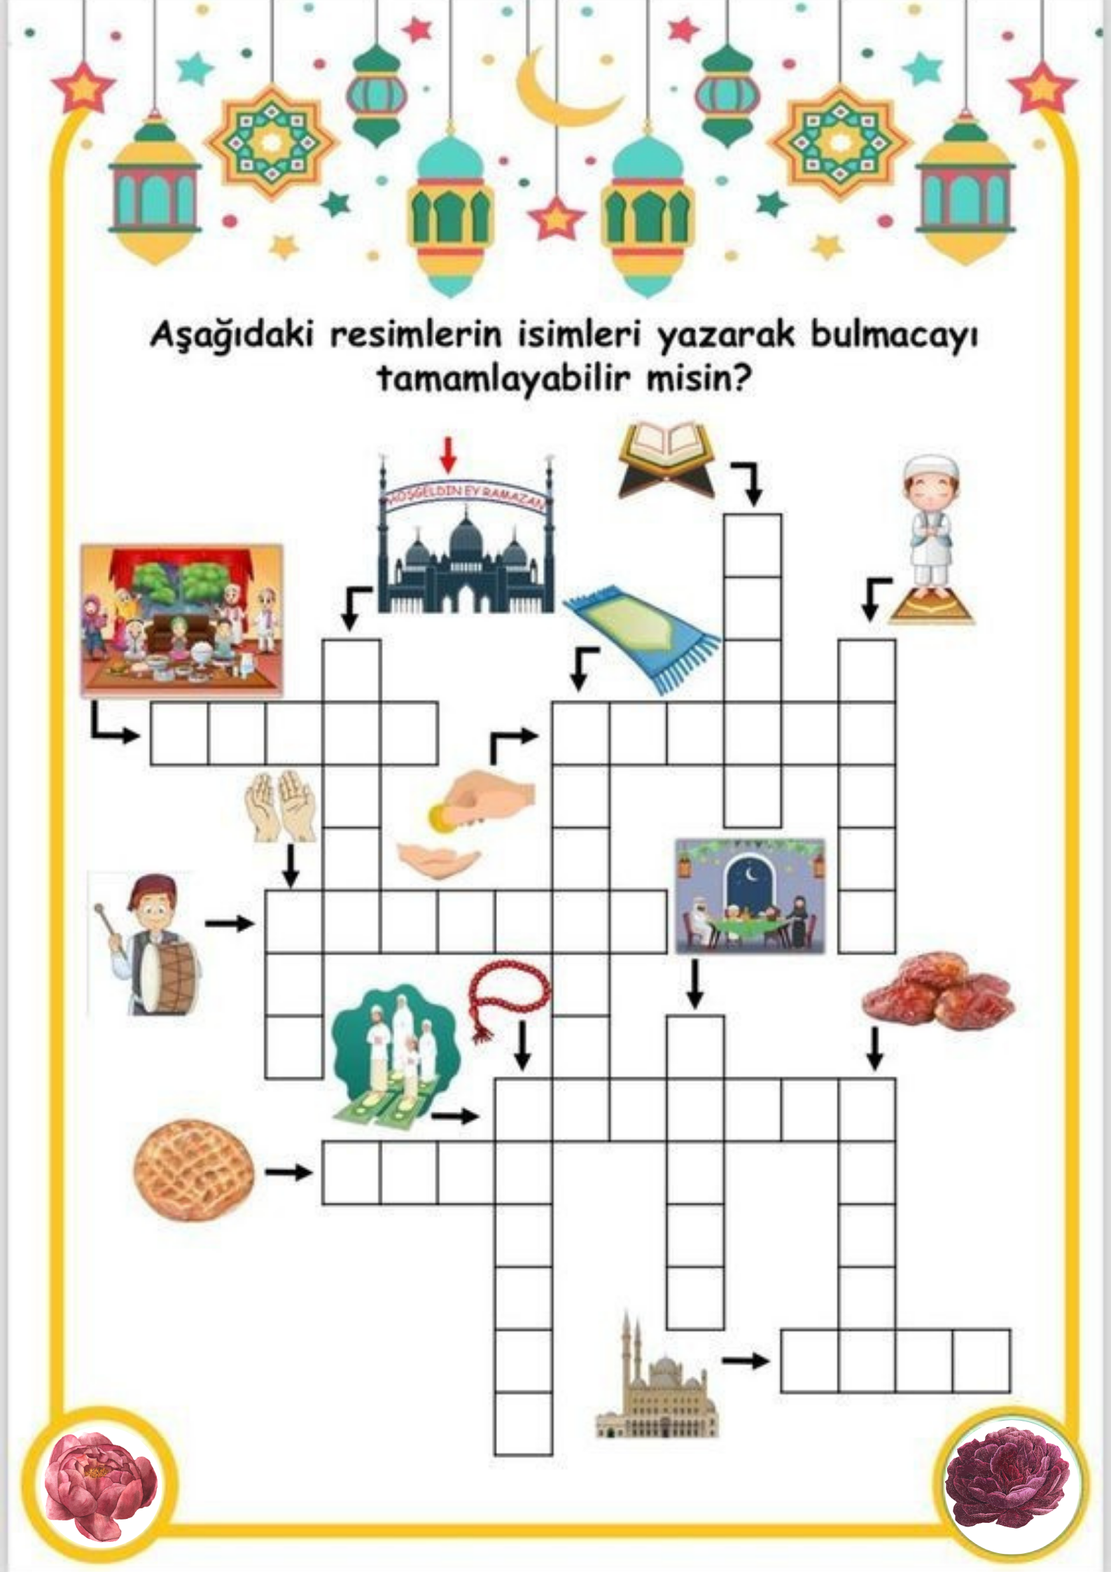 Aşağıdaki resimlerin isimleri yazarak bulmacayı
tamamlayabilir misin?
HOŞGELDİN EY RAMAZAN